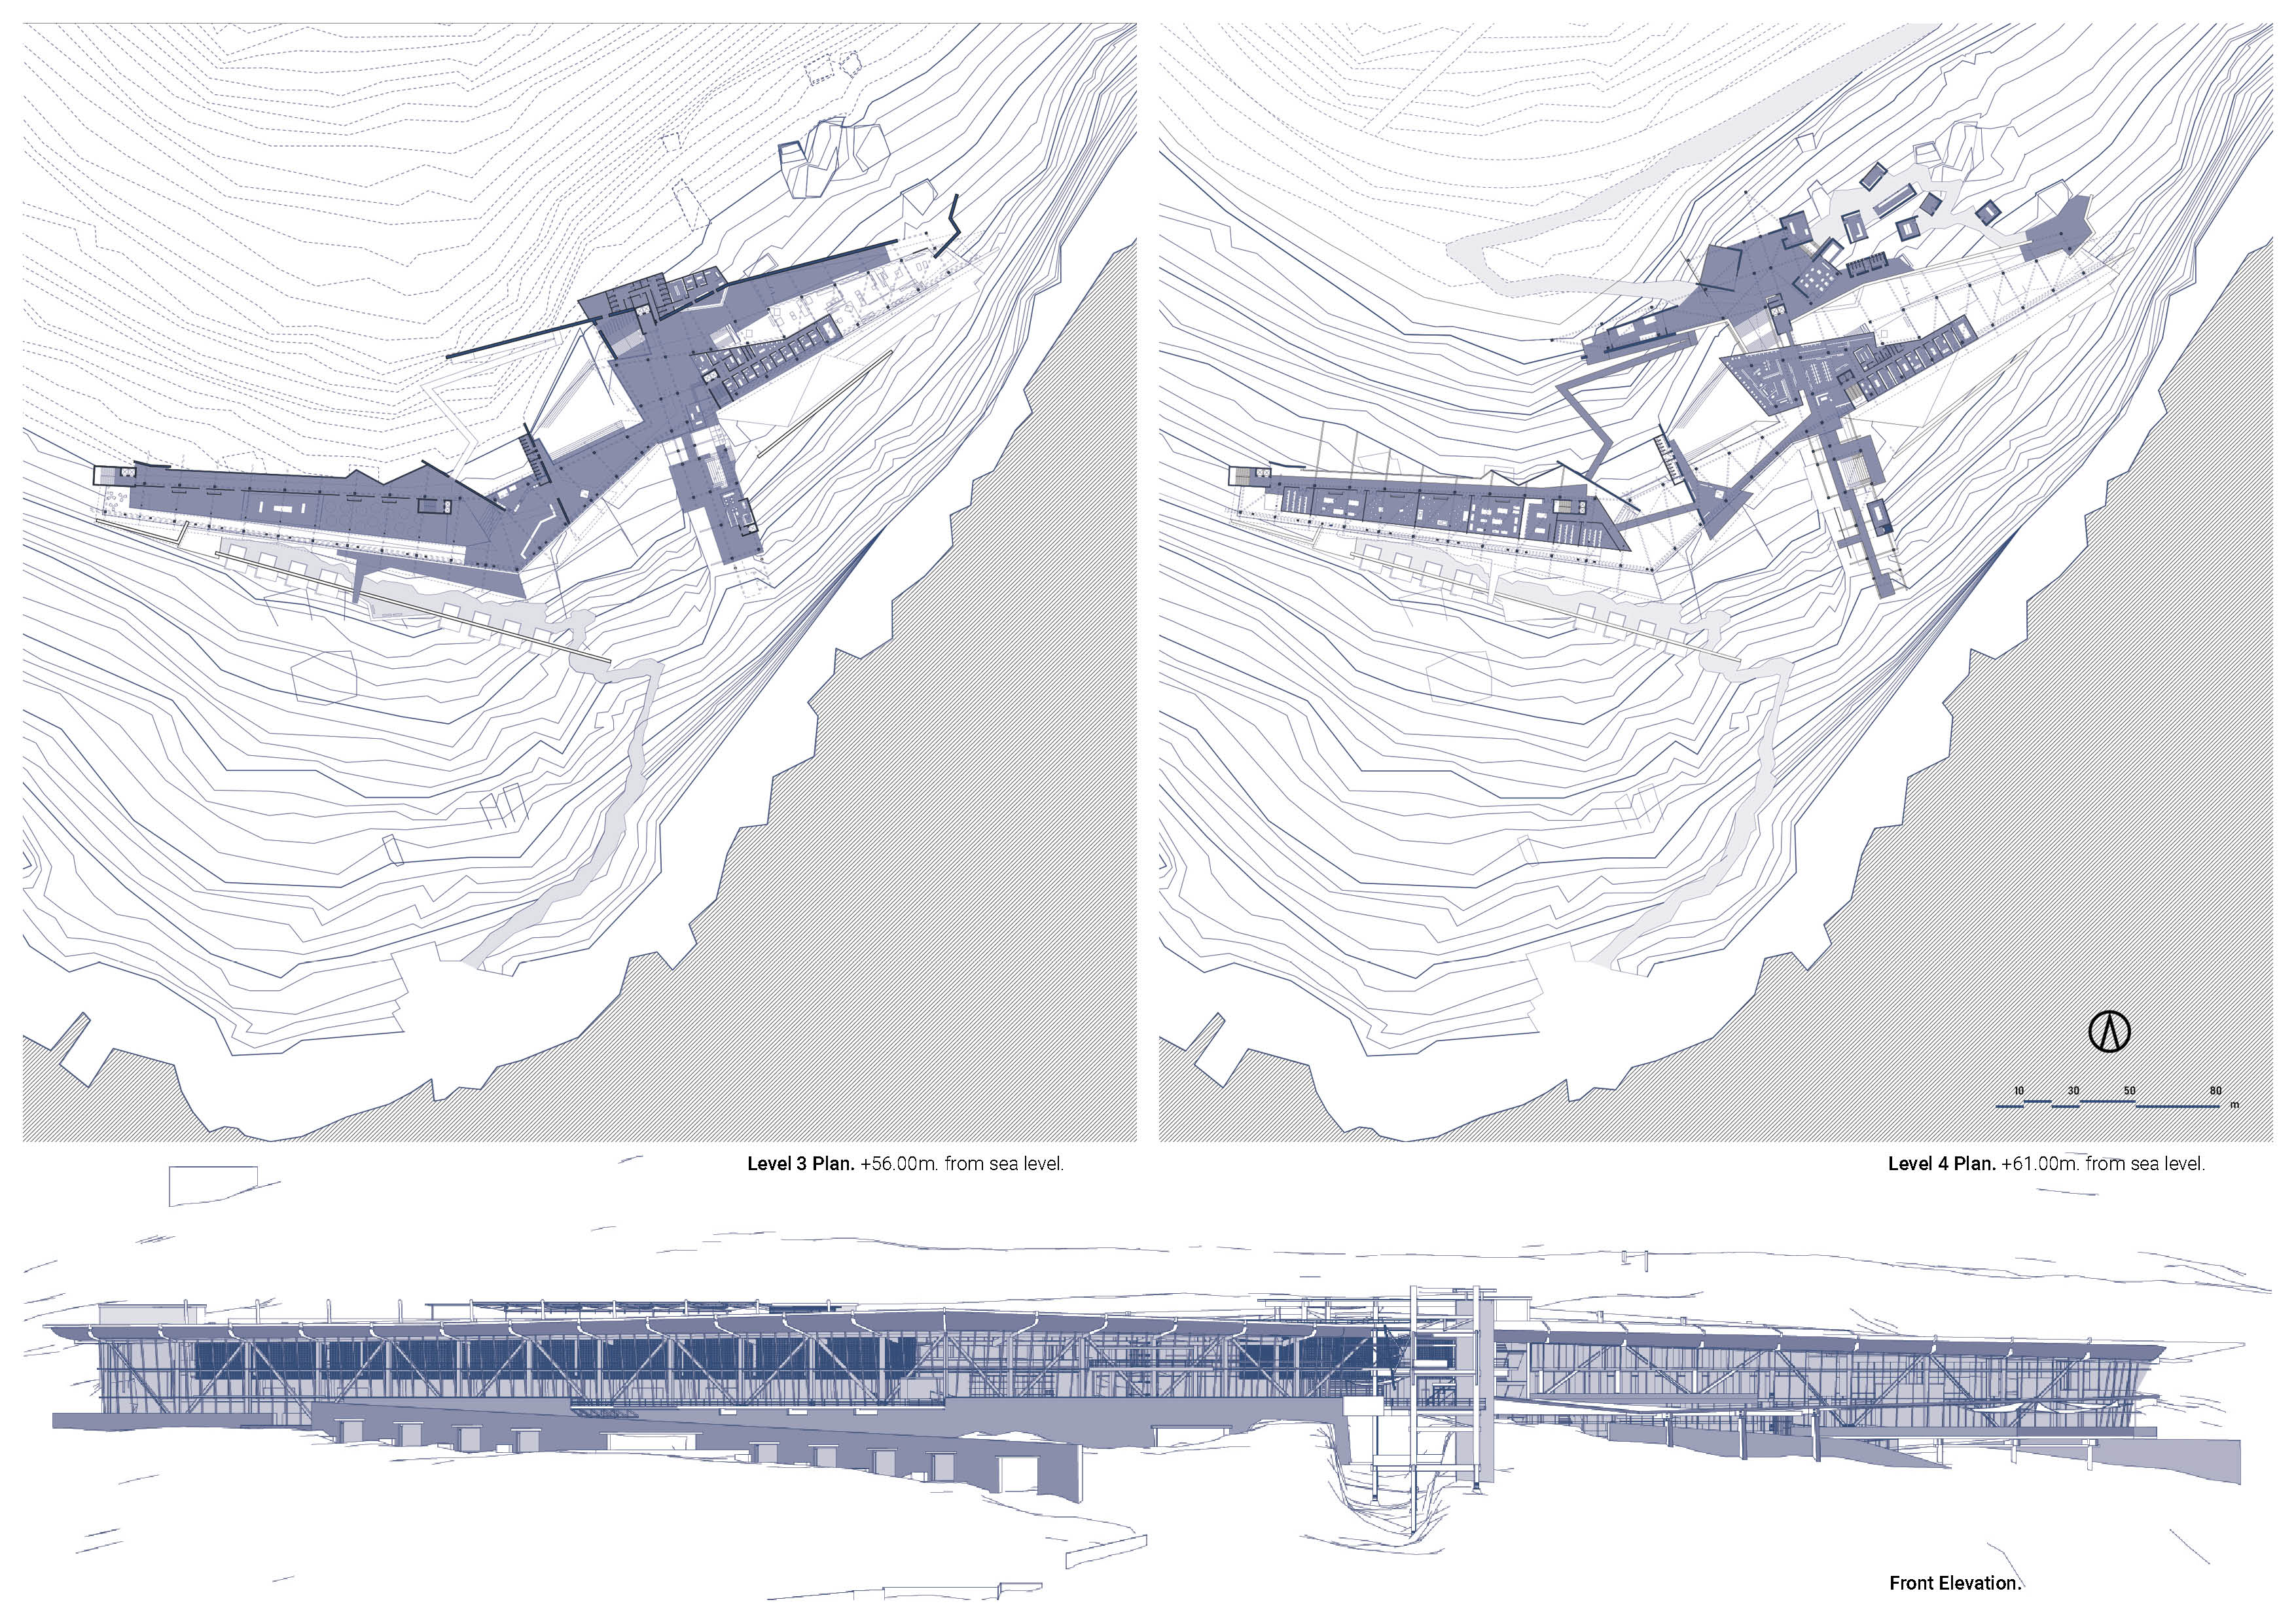 10 30 50 80
m
Level 3 Plan. +56.00m. from sea level.
Level 4 Plan. +61.00m. from sea level.
Front Elevation.